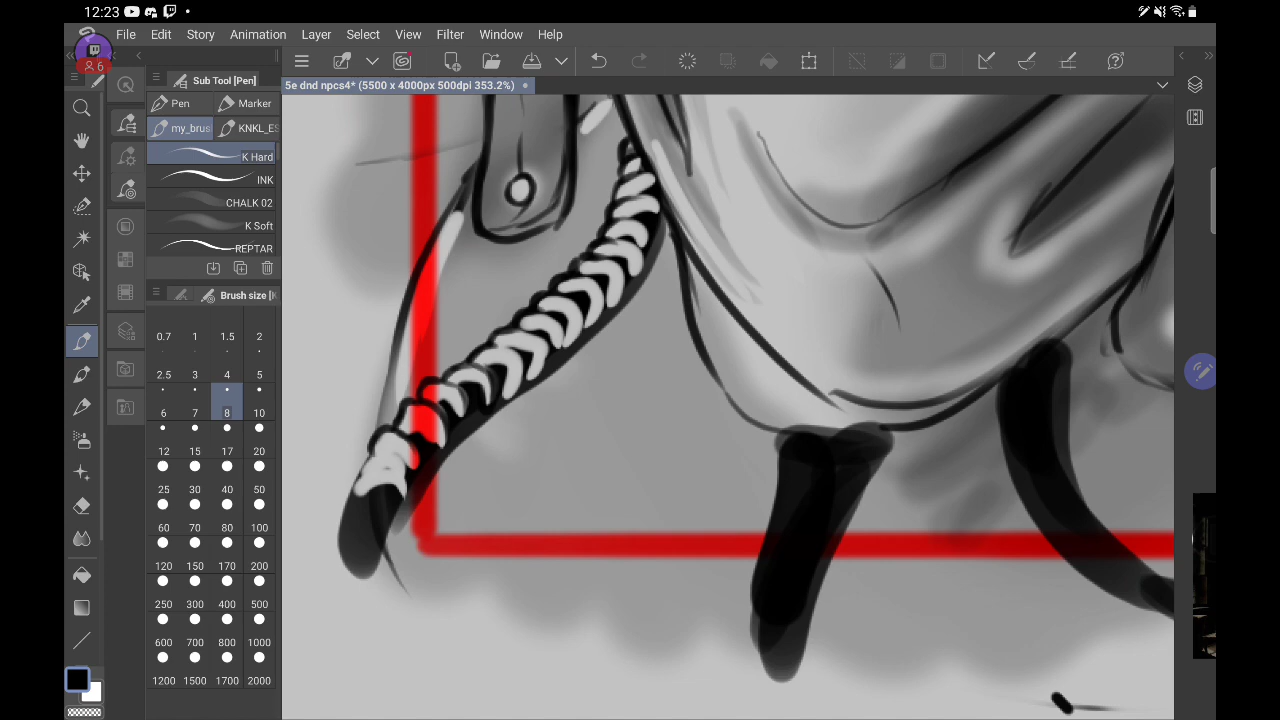 12:23
File Edit Story Animation Layer Select View Filter Window Help
6
Sub Tool [Pen]
5e dnd npcs4* (5500 x 4000px 500dpi 353.2%)
Pen Marker
my_brus KNKL_ES
K Hard
INK
CHALK 02
K Soft
REPTAR
Brush size [K
0.7 1 1.5 2
2.5 3 4 5
6 7 8 10
12 15 17 20
25 30 40 50
60 70 80 100
120 150 170 200
250 300 400 500
600 700 800 1000
1200 1500 1700 2000